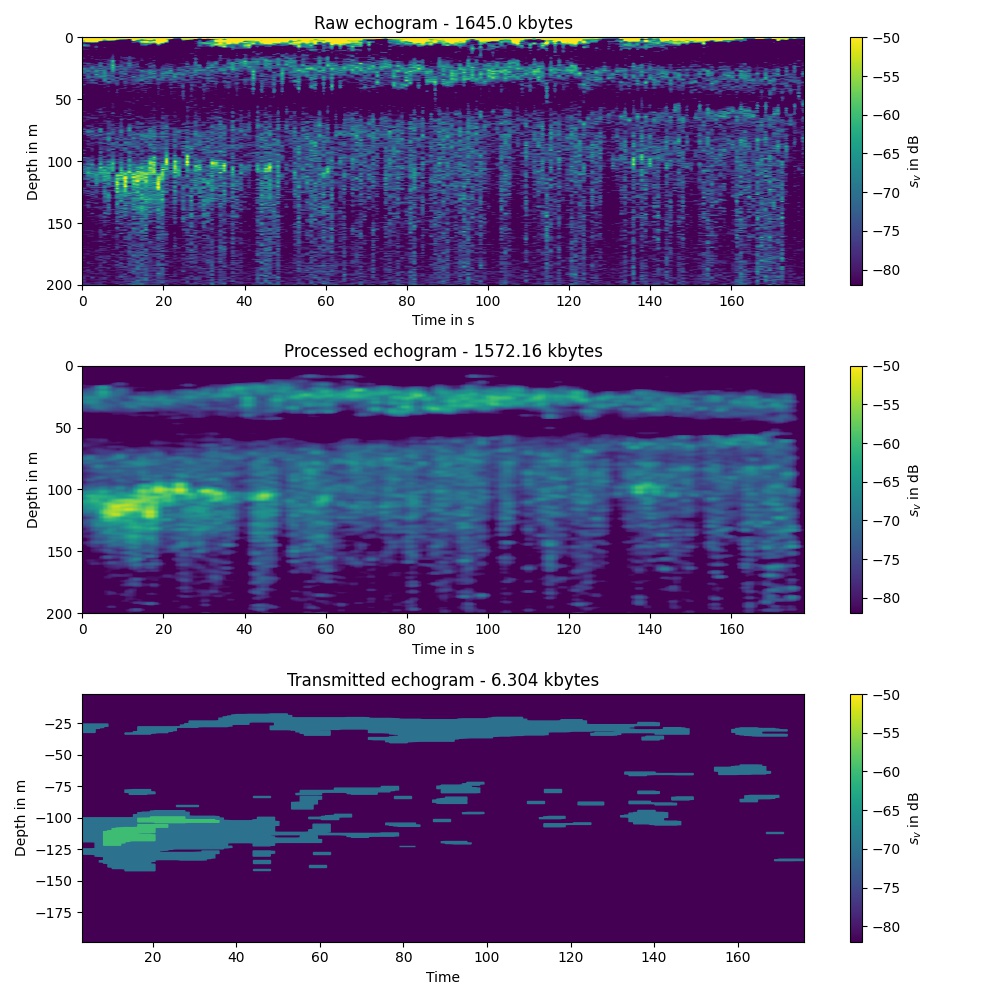 Raw echogram - 1645.0 kbytes
0
50
100
150
200
Depth in m
0 20 40 60 80 100 120 140 160
Time in s
−50
−55
−60
−65
−70
−75
−80
sv in dB
Processed echogram - 1572.16 kbytes
0
50
100
150
200
Depth in m
0 20 40 60 80 100 120 140 160
Time in s
−50
−55
−60
−65
−70
−75
−80
sv in dB
Transmitted echogram - 6.304 kbytes
−25
−50
−75
−100
−125
−150
−175
Depth in m
20 40 60 80 100 120 140 160
Time
−50
−55
−60
−65
−70
−75
−80
sv in dB